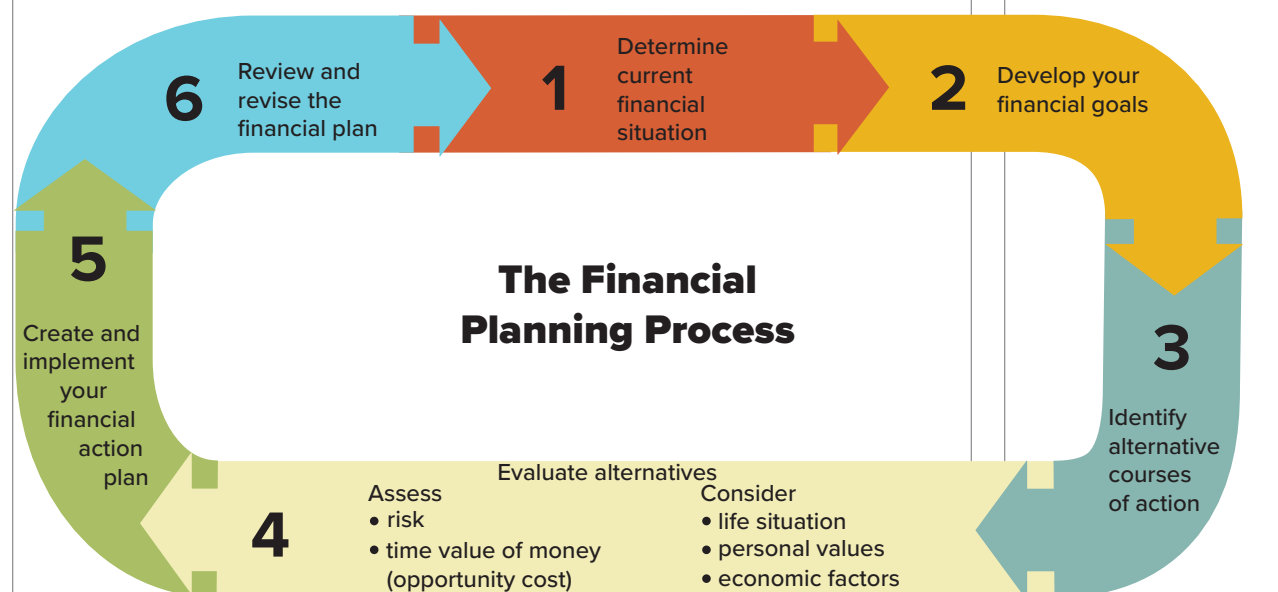 6
Review and
revise the
financial plan
1
Determine
current
financial
situation
2
Develop your
financial goals
The Financial
Planning Process
3
Identify
alternative
courses
of action
Evaluate alternatives
4
Assess
• risk
• time value of money
(opportunity cost)
Consider
• life situation
• personal values
• economic factors
5
Create and
implement
your
financial
action
plan